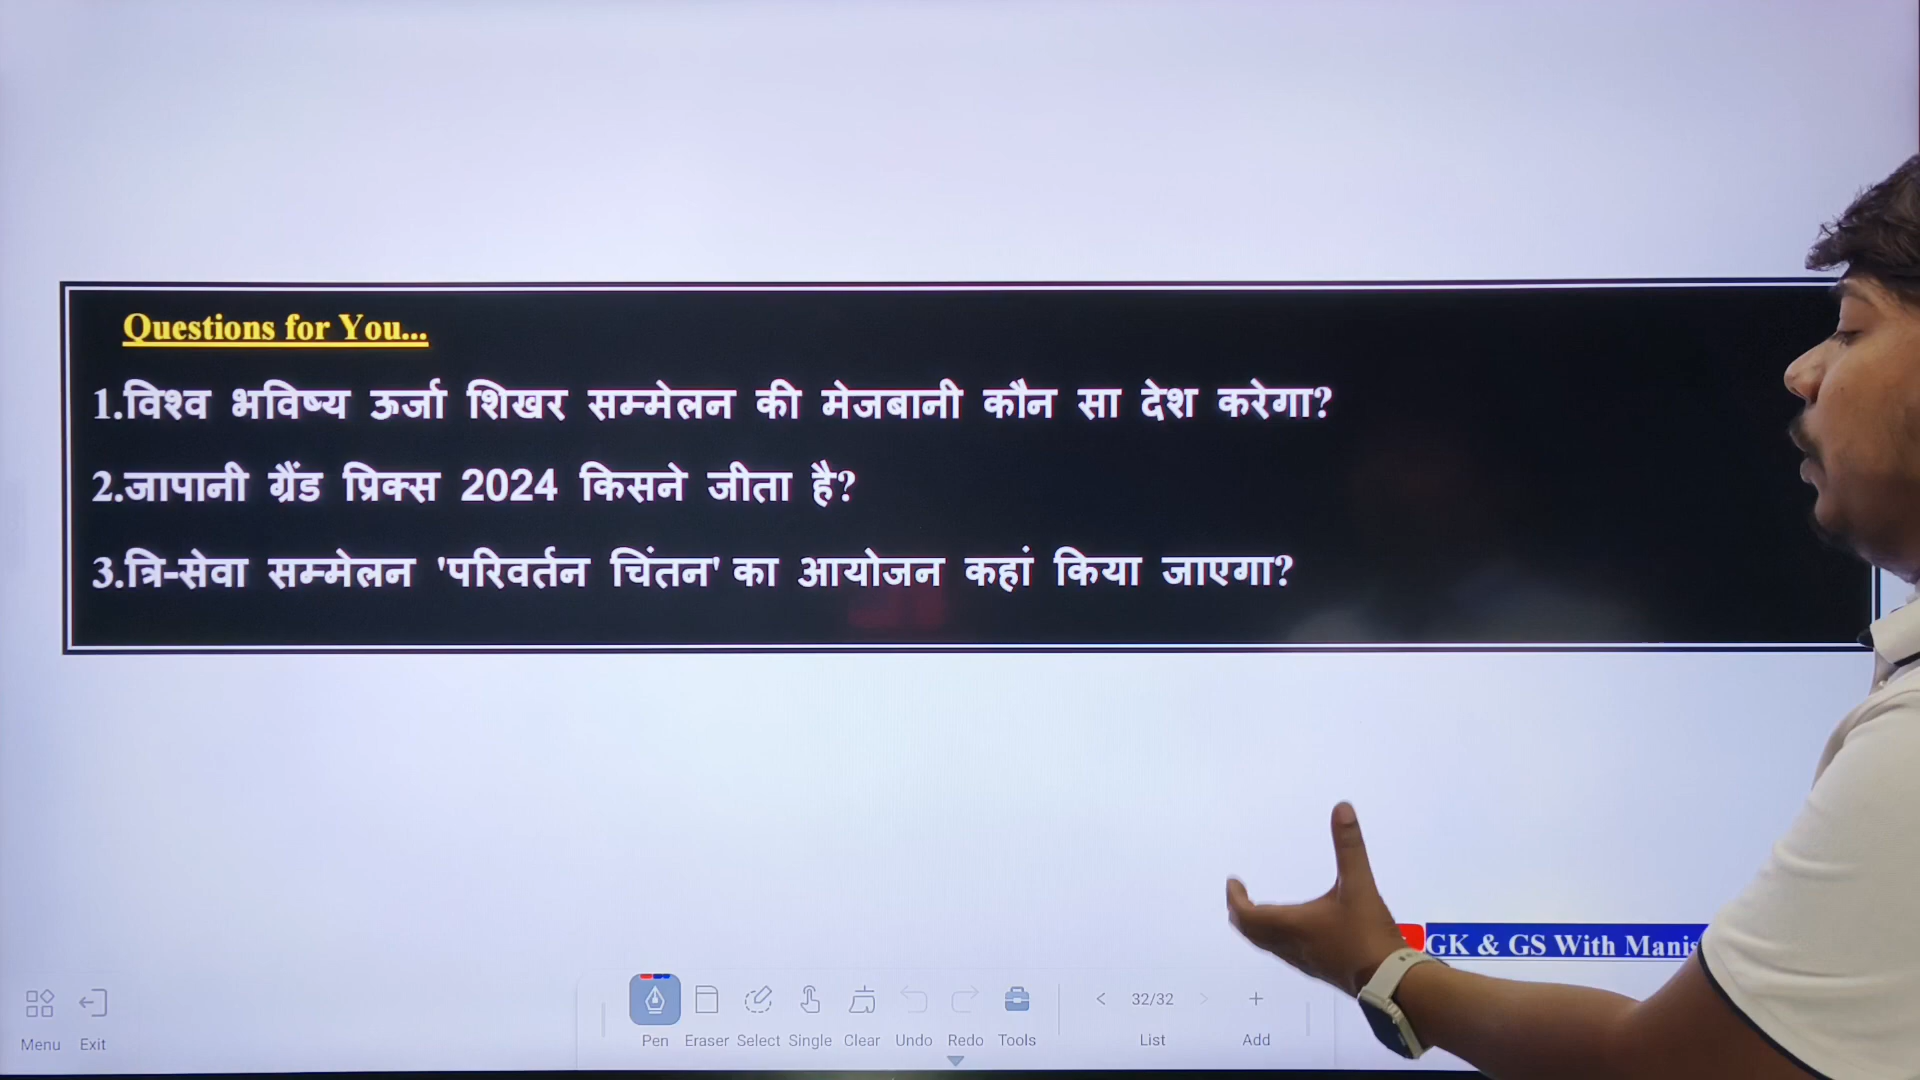 Questions for You...
1.विश्व भविष्य ऊर्जा शिखर सम्मेलन की मेजबानी कौन सा देश करेगा?
2.जापानी ग्रैंड प्रिक्स 2024 किसने जीता है?
3.त्रि-सेवा सम्मेलन 'परिवर्तन चिंतन' का आयोजन कहां किया जाएगा?
GK & GS With
32/32
Menu Exit Pen Eraser Select Single Clear Undo Redo Tools List Add